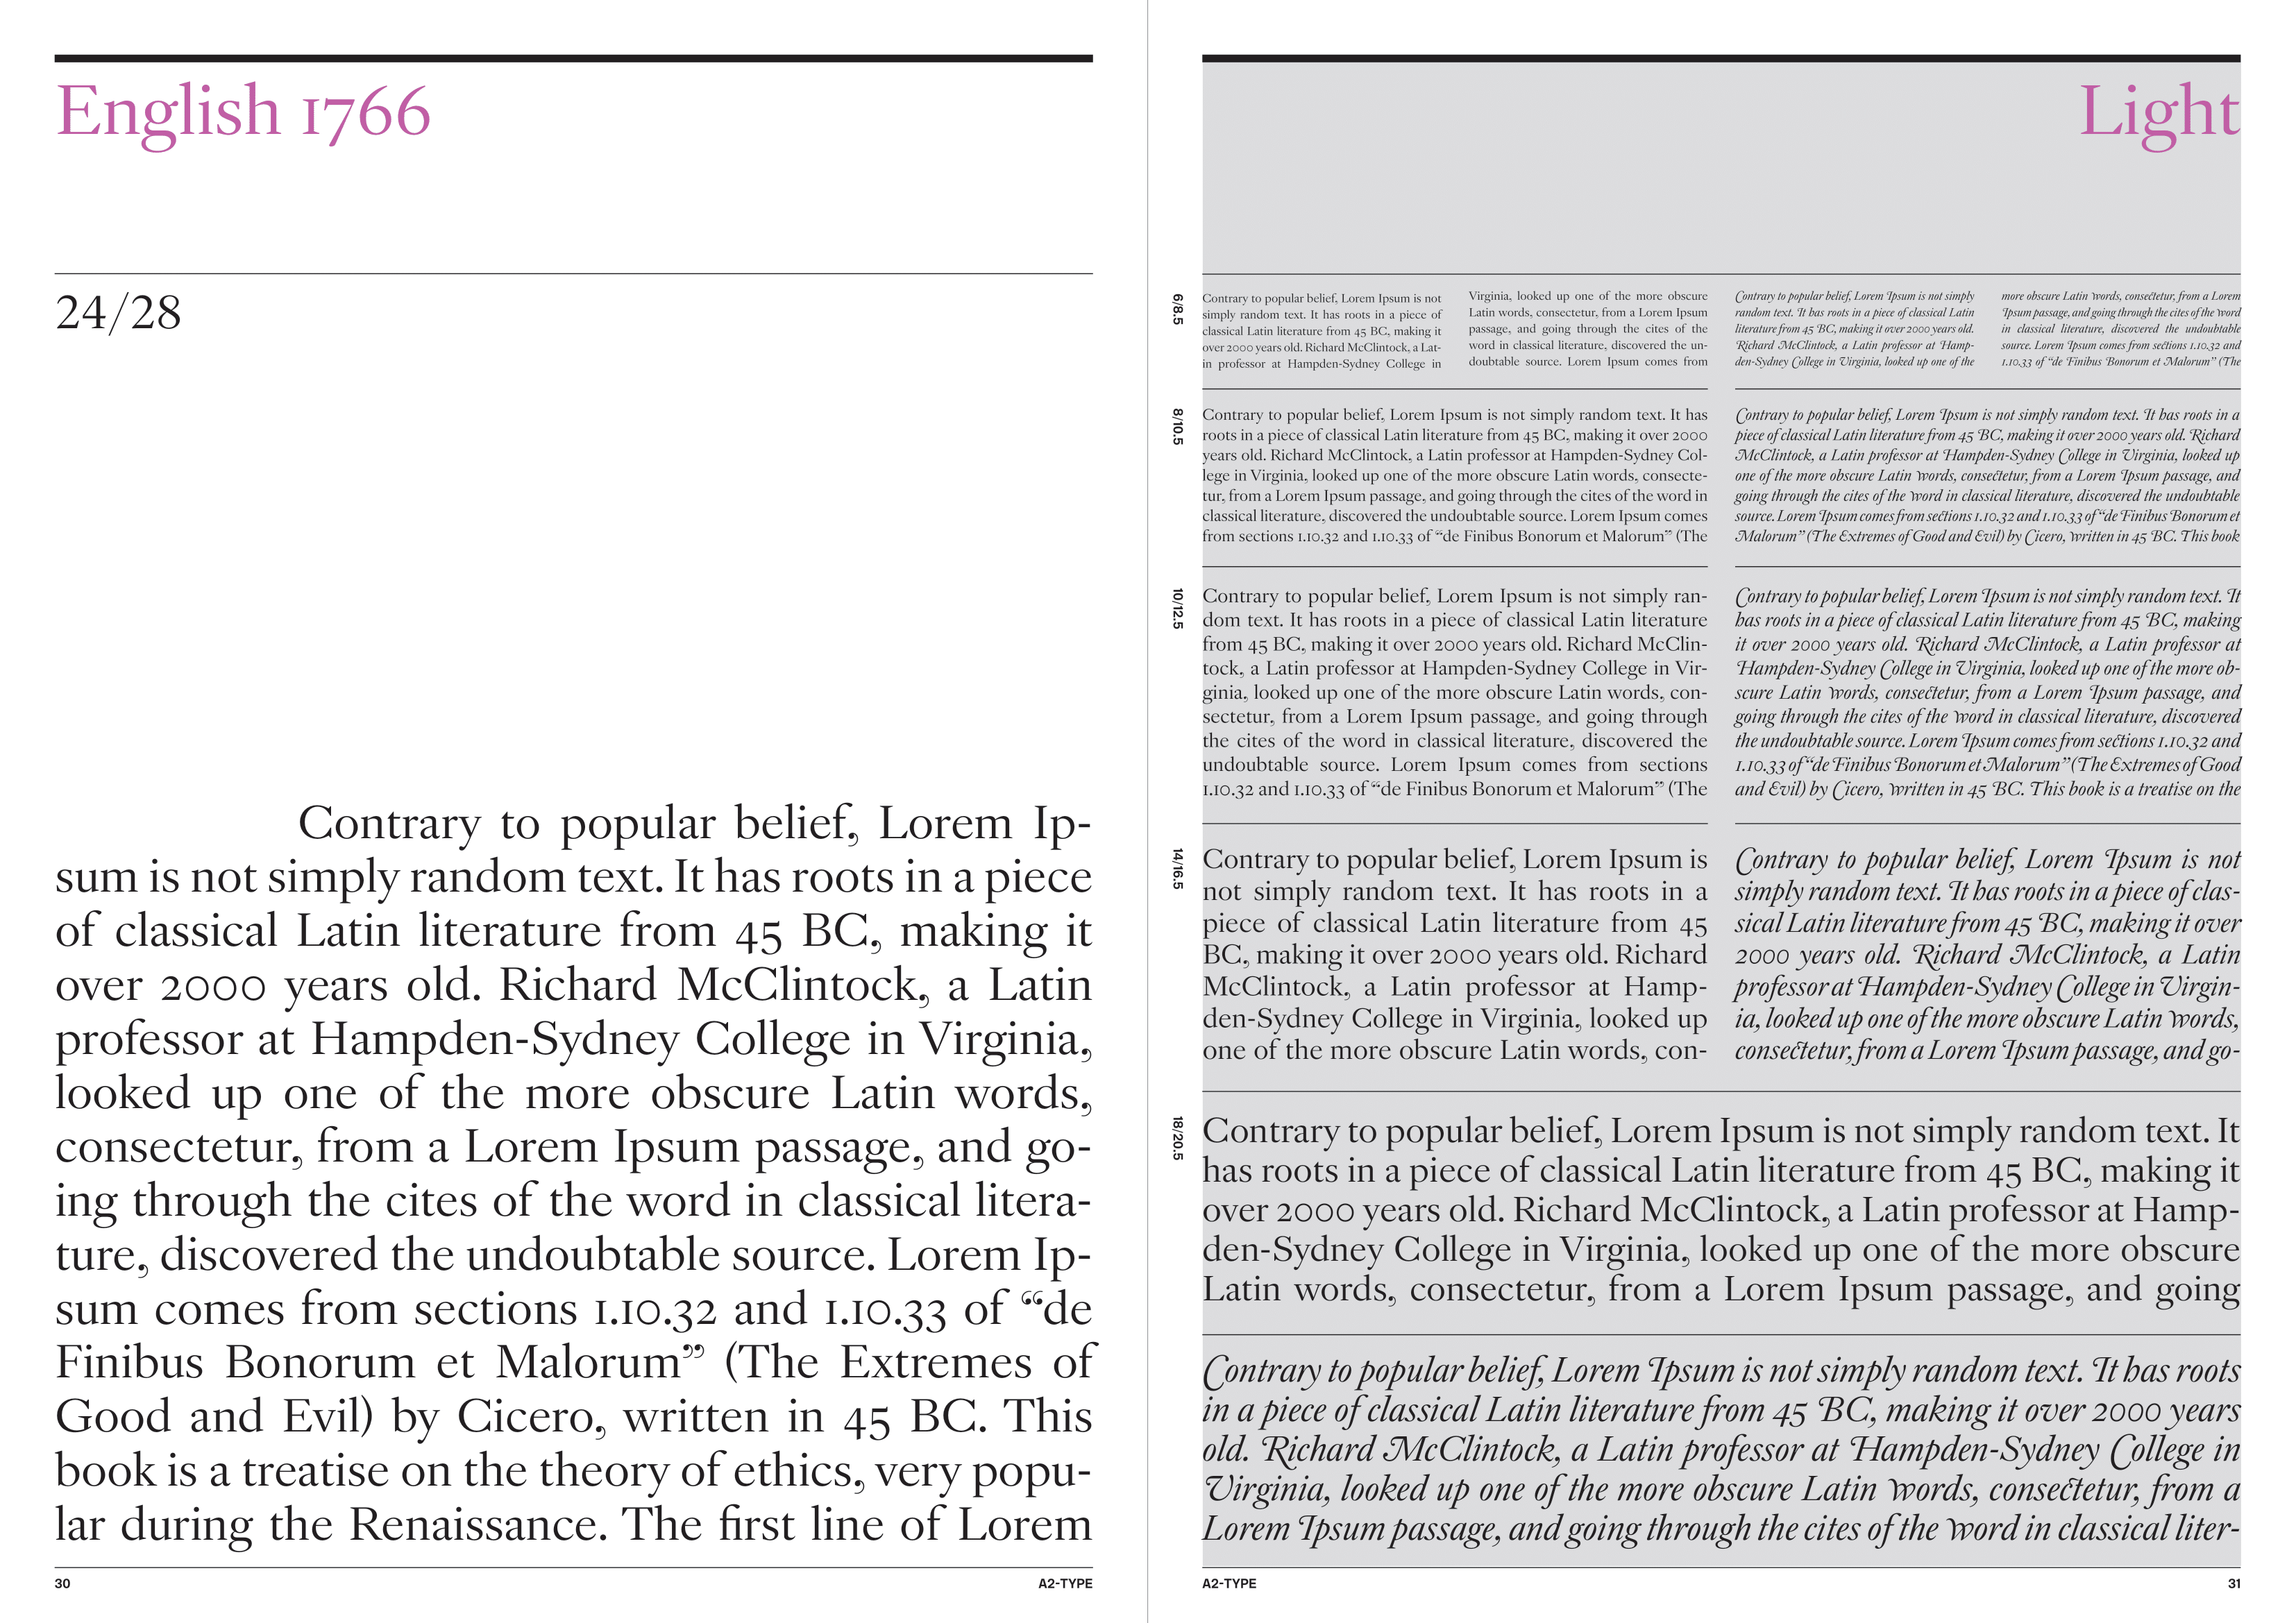 English 1766
24/28
Contrary to popular belief, Lorem Ip-
sum is not simply random text. It has roots in a piece
of classical Latin literature from 45 BC, making it
over 2000 years old. Richard McClintock, a Latin
professor at Hampden-Sydney College in Virginia,
looked up one of the more obscure Latin words,
consectetur, from a Lorem Ipsum passage, and go-
ing through the cites of the word in classical litera-
ture, discovered the undoubtable source. Lorem Ip-
sum comes from sections 1.10.32 and 1.10.33 of “de
Finibus Bonorum et Malorum” (The Extremes of
Good and Evil) by Cicero, written in 45 BC. This
book is a treatise on the theory of ethics, very popu-
lar during the Renaissance. The first line of Lorem
30
A2-TYPE
Light
6/8.5
Contrary to popular belief, Lorem Ipsum is not
simply random text. It has roots in a piece of
classical Latin literature from 45 BC, making it
over 2000 years old. Richard McClintock, a Lat-
in professor at Hampden-Sydney College in
Virginia, looked up one of the more obscure
Latin words, consectetur, from a Lorem Ipsum
passage, and going through the cites of the
word in classical literature, discovered the un-
doubtable source. Lorem Ipsum comes from
Contrary to popular belief, Lorem Ipsum is not simply
random text. It has roots in a piece of classical Latin
literature from 45 BC, making it over 2000 years old.
Richard McClintock, a Latin professor at Hamp-
den-Sydney College in Virginia, looked up one of the
more obscure Latin words, consectetur, from a Lorem
Ipsum passage, and going through the cites of the word
in classical literature, discovered the undoubtable
source. Lorem Ipsum comes from sections 1.10.32 and
1.10.33 of “de Finibus Bonorum et Malorum” (The
8/10.5
Contrary to popular belief, Lorem Ipsum is not simply random text. It has
roots in a piece of classical Latin literature from 45 BC, making it over 2000
years old. Richard McClintock, a Latin professor at Hampden-Sydney Col-
lege in Virginia, looked up one of the more obscure Latin words, consecte-
tur, from a Lorem Ipsum passage, and going through the cites of the word in
classical literature, discovered the undoubtable source. Lorem Ipsum comes
from sections 1.10.32 and 1.10.33 of “de Finibus Bonorum et Malorum” (The
Contrary to popular belief, Lorem Ipsum is not simply random text. It has roots in a
piece of classical Latin literature from 45 BC, making it over 2000 years old. Richard
McClintock, a Latin professor at Hampden-Sydney College in Virginia, looked up
one of the more obscure Latin words, consectetur, from a Lorem Ipsum passage, and
going through the cites of the word in classical literature, discovered the undoubtable
source. Lorem Ipsum comes from sections 1.10.32 and 1.10.33 of “de Finibus Bonorum et
Malorum” (The Extremes of Good and Evil) by Cicero, written in 45 BC. This book
10/12.5
Contrary to popular belief, Lorem Ipsum is not simply ran-
dom text. It has roots in a piece of classical Latin literature
from 45 BC, making it over 2000 years old. Richard McClin-
tock, a Latin professor at Hampden-Sydney College in Vir-
ginia, looked up one of the more obscure Latin words, con-
sectetur, from a Lorem Ipsum passage, and going through
the cites of the word in classical literature, discovered the
undoubtable source. Lorem Ipsum comes from sections
1.10.32 and 1.10.33 of “de Finibus Bonorum et Malorum” (The
Contrary to popular belief, Lorem Ipsum is not simply random text. It
has roots in a piece of classical Latin literature from 45 BC, making
it over 2000 years old. Richard McClintock, a Latin professor at
Hampden-Sydney College in Virginia, looked up one of the more ob-
scure Latin words, consectetur, from a Lorem Ipsum passage, and
going through the cites of the word in classical literature, discovered
the undoubtable source. Lorem Ipsum comes from sections 1.10.32 and
1.10.33 of “de Finibus Bonorum et Malorum” (The Extremes of Good
and Evil) by Cicero, written in 45 BC. This book is a treatise on the
14/16.5
Contrary to popular belief, Lorem Ipsum is
not simply random text. It has roots in a
piece of classical Latin literature from 45
BC, making it over 2000 years old. Richard
McClintock, a Latin professor at Hamp-
den-Sydney College in Virginia, looked up
one of the more obscure Latin words, con-
Contrary to popular belief, Lorem Ipsum is not
simply random text. It has roots in a piece of clas-
sical Latin literature from 45 BC, making it over
2000 years old. Richard McClintock, a Latin
professor at Hampden-Sydney College in Virgin-
ia, looked up one of the more obscure Latin words,
consectetur, from a Lorem Ipsum passage, and go-
18/20.5
Contrary to popular belief, Lorem Ipsum is not simply random text. It
has roots in a piece of classical Latin literature from 45 BC, making it
over 2000 years old. Richard McClintock, a Latin professor at Hamp-
den-Sydney College in Virginia, looked up one of the more obscure
Latin words, consectetur, from a Lorem Ipsum passage, and going
Contrary to popular belief, Lorem Ipsum is not simply random text. It has roots
in a piece of classical Latin literature from 45 BC, making it over 2000 years
old. Richard McClintock, a Latin professor at Hampden-Sydney College in
Virginia, looked up one of the more obscure Latin words, consectetur, from a
Lorem Ipsum passage, and going through the cites of the word in classical liter-
A2-TYPE
31